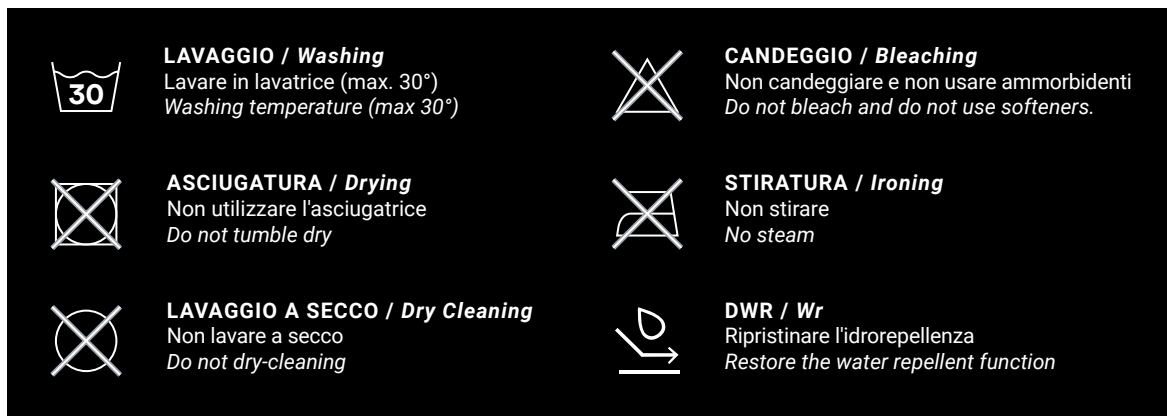 30
LAVAGGIO / Washing
Lavare in lavatrice (max. 30°)
Washing temperature (max 30°)
CANDEGGIO / Bleaching
Non candeggiare e non usare ammorbidenti
Do not bleach and do not use softeners.
ASCIUGATURA / Drying
Non utilizzare l'asciugatrice
Do not tumble dry
STIRATURA / Ironing
Non stirare
No steam
LAVAGGIO A SECCO / Dry Cleaning
Non lavare a secco
Do not dry-cleaning
DWR / Wr
Ripristinare l'idrorepellenza
Restore the water repellent function